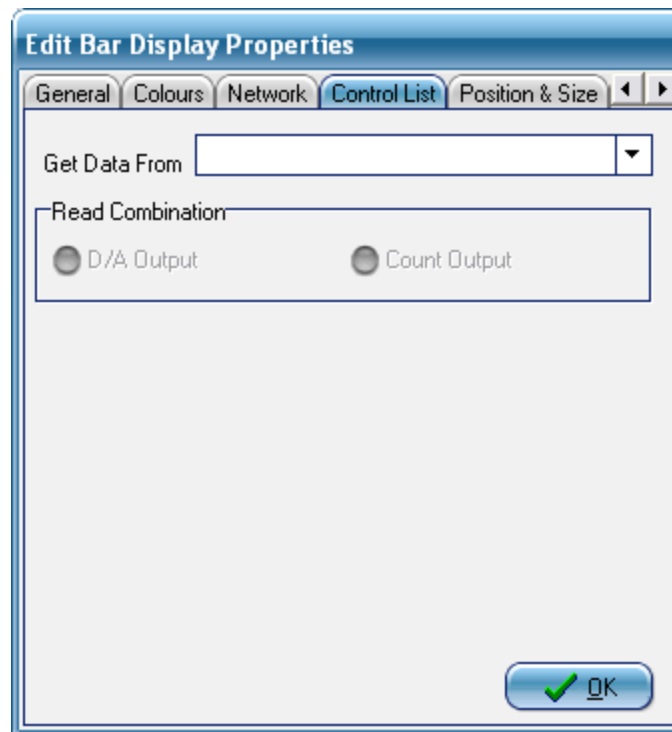 Edit Bar Display Properties
General Colours Network Control List Position & Size
Get Data From
Read Combination
D/A Output Count Output
OK